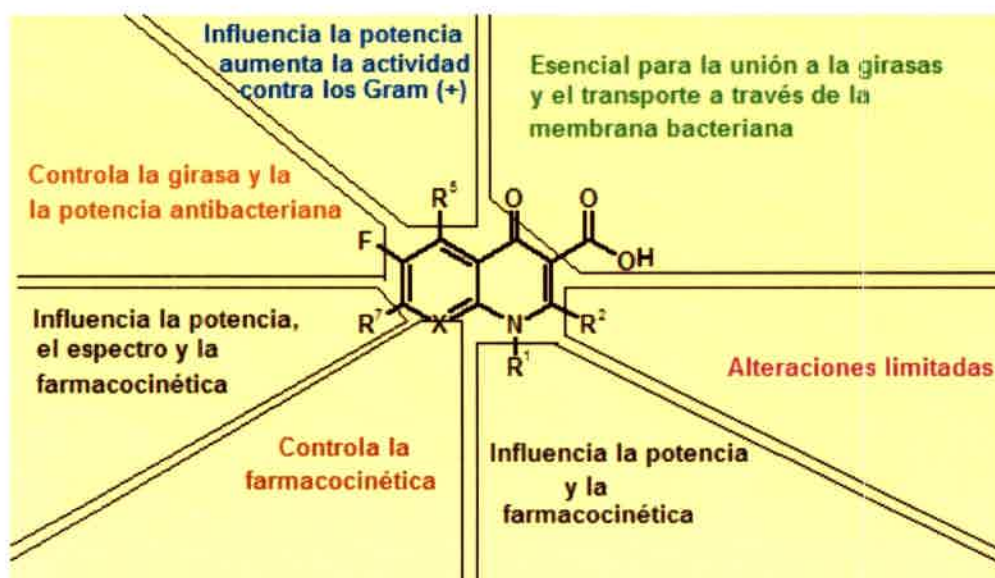 Influencia la potencia
aumenta la actividad
contra los Gram (+)
Esencial para la unión a la girasas
y el transporte a través de la
membrana bacteriana
Controla la girasa y la
la potencia antibacteriana
R⁵
O
O
F
OH
R⁷
X
N
R²
R¹
Influencia la potencia,
el espectro y la
farmacocinética
Alteraciones limitadas
Controla la
farmacocinética
Influencia la potencia
y la
farmacocinética